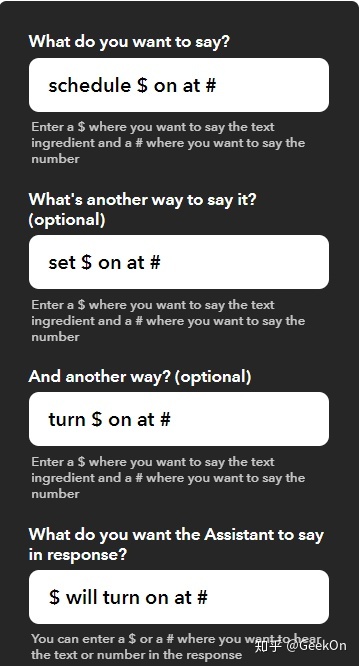 What do you want to say?
schedule $ on at #
Enter a $ where you want to say the text
ingredient and a # where you want to say the
number
What's another way to say it?
(optional)
set $ on at #
Enter a $ where you want to say the text
ingredient and a # where you want to say the
number
And another way? (optional)
turn $ on at #
Enter a $ where you want to say the text
ingredient and a # where you want to say the
number
What do you want the Assistant to say
in response?
$ will turn on at #
You can enter a $ or a # where you want to hear
the text or number in the response
知乎 @GeekOn